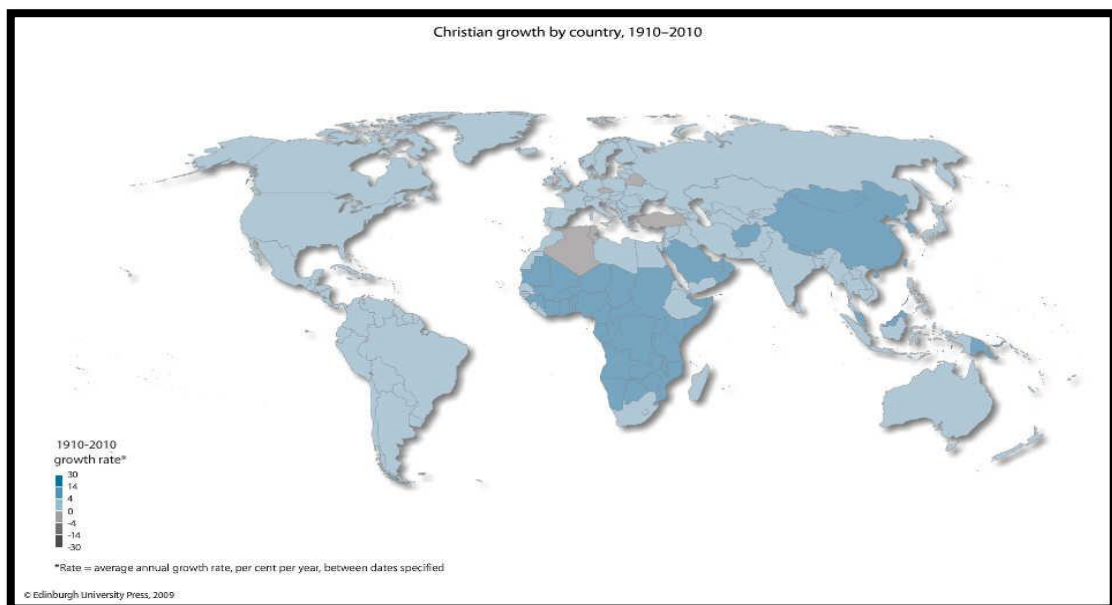 Christian growth by country, 1910–2010
1910-2010
growth rate*
30
14
4
0
-4
-14
-30
*Rate = average annual growth rate, per cent per year, between dates specified
© Edinburgh University Press, 2009